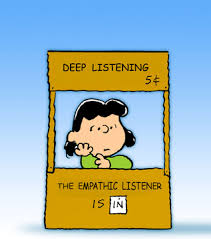 DEEP LISTENING
5¢
THE EMPATHIC LISTENER
IS IN